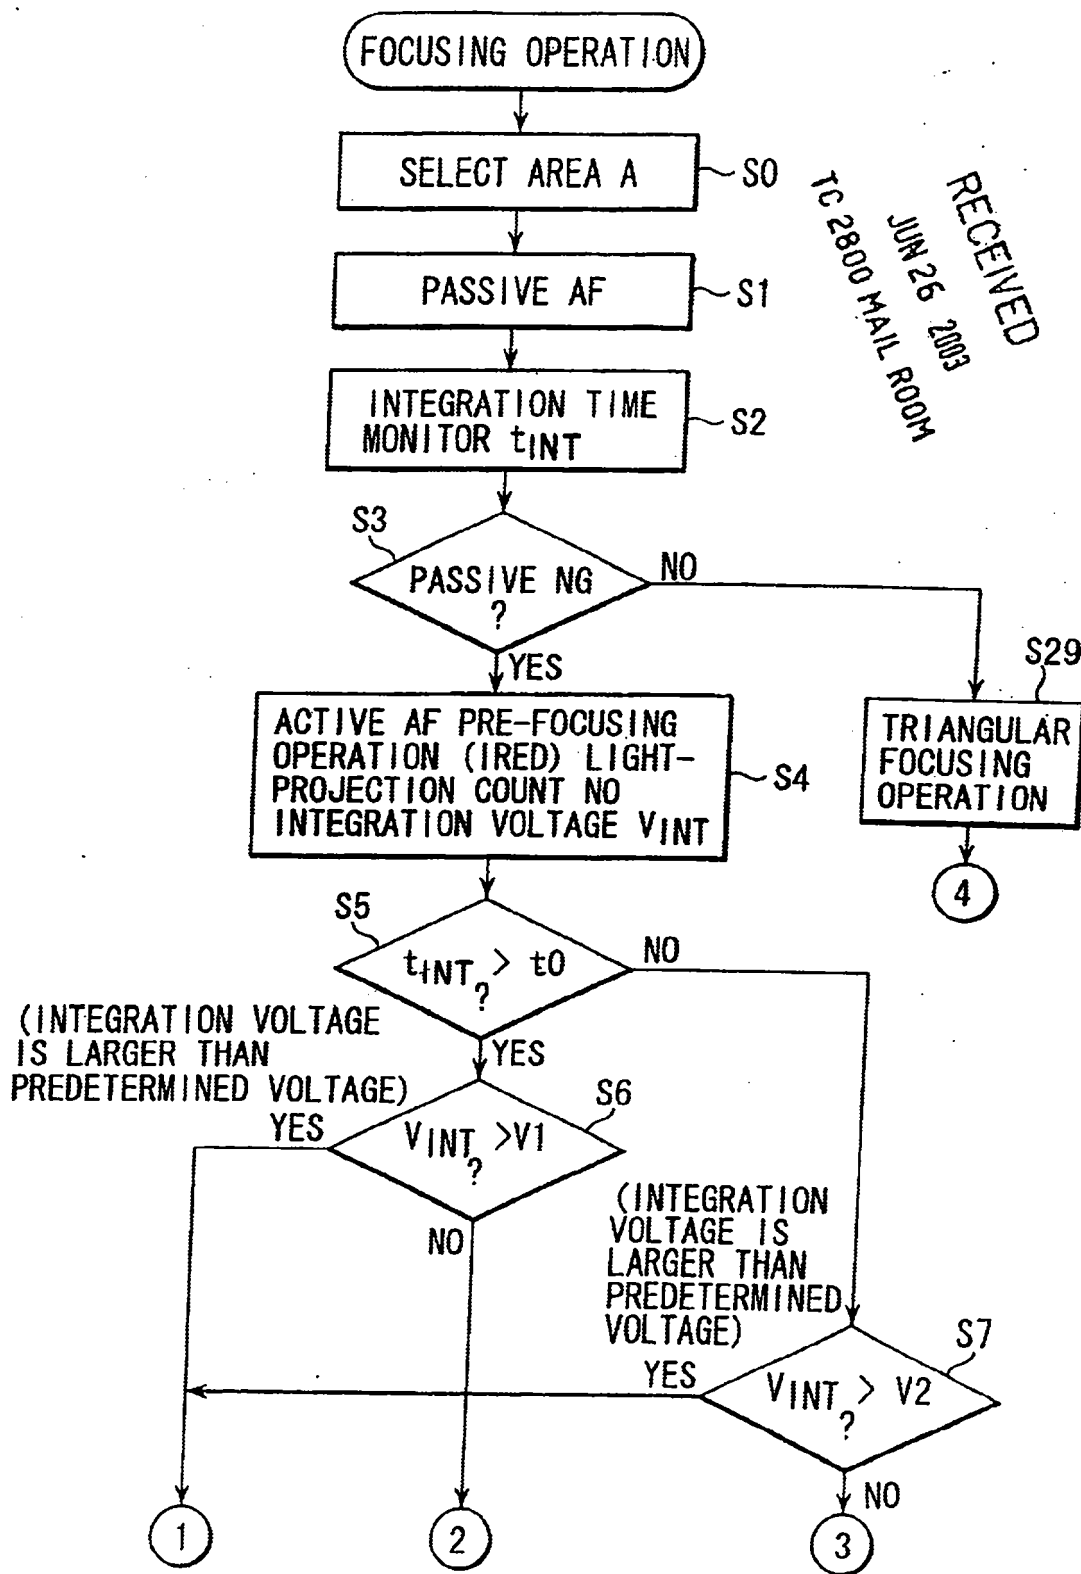 FOCUSING OPERATION
SELECT AREA A
S0
RECEIVED
JUN 26 2003
TC 2800 MAIL ROOM
PASSIVE AF
S1
INTEGRATION TIME
MONITOR tINT
S2
S3
PASSIVE NG
?
NO
YES
S29
TRIANGULAR
FOCUSING
OPERATION
4
ACTIVE AF PRE-FOCUSING
OPERATION (IRED) LIGHT-
PROJECTION COUNT NO
INTEGRATION VOLTAGE VINT
S4
S5
tINT > t0
?
NO
YES
(INTEGRATION VOLTAGE
IS LARGER THAN
PREDETERMINED VOLTAGE)
YES
S6
VINT >V1
?
NO
(INTEGRATION
VOLTAGE IS
LARGER THAN
PREDETERMINED
VOLTAGE)
YES
S7
VINT > V2
?
NO
1
2
3